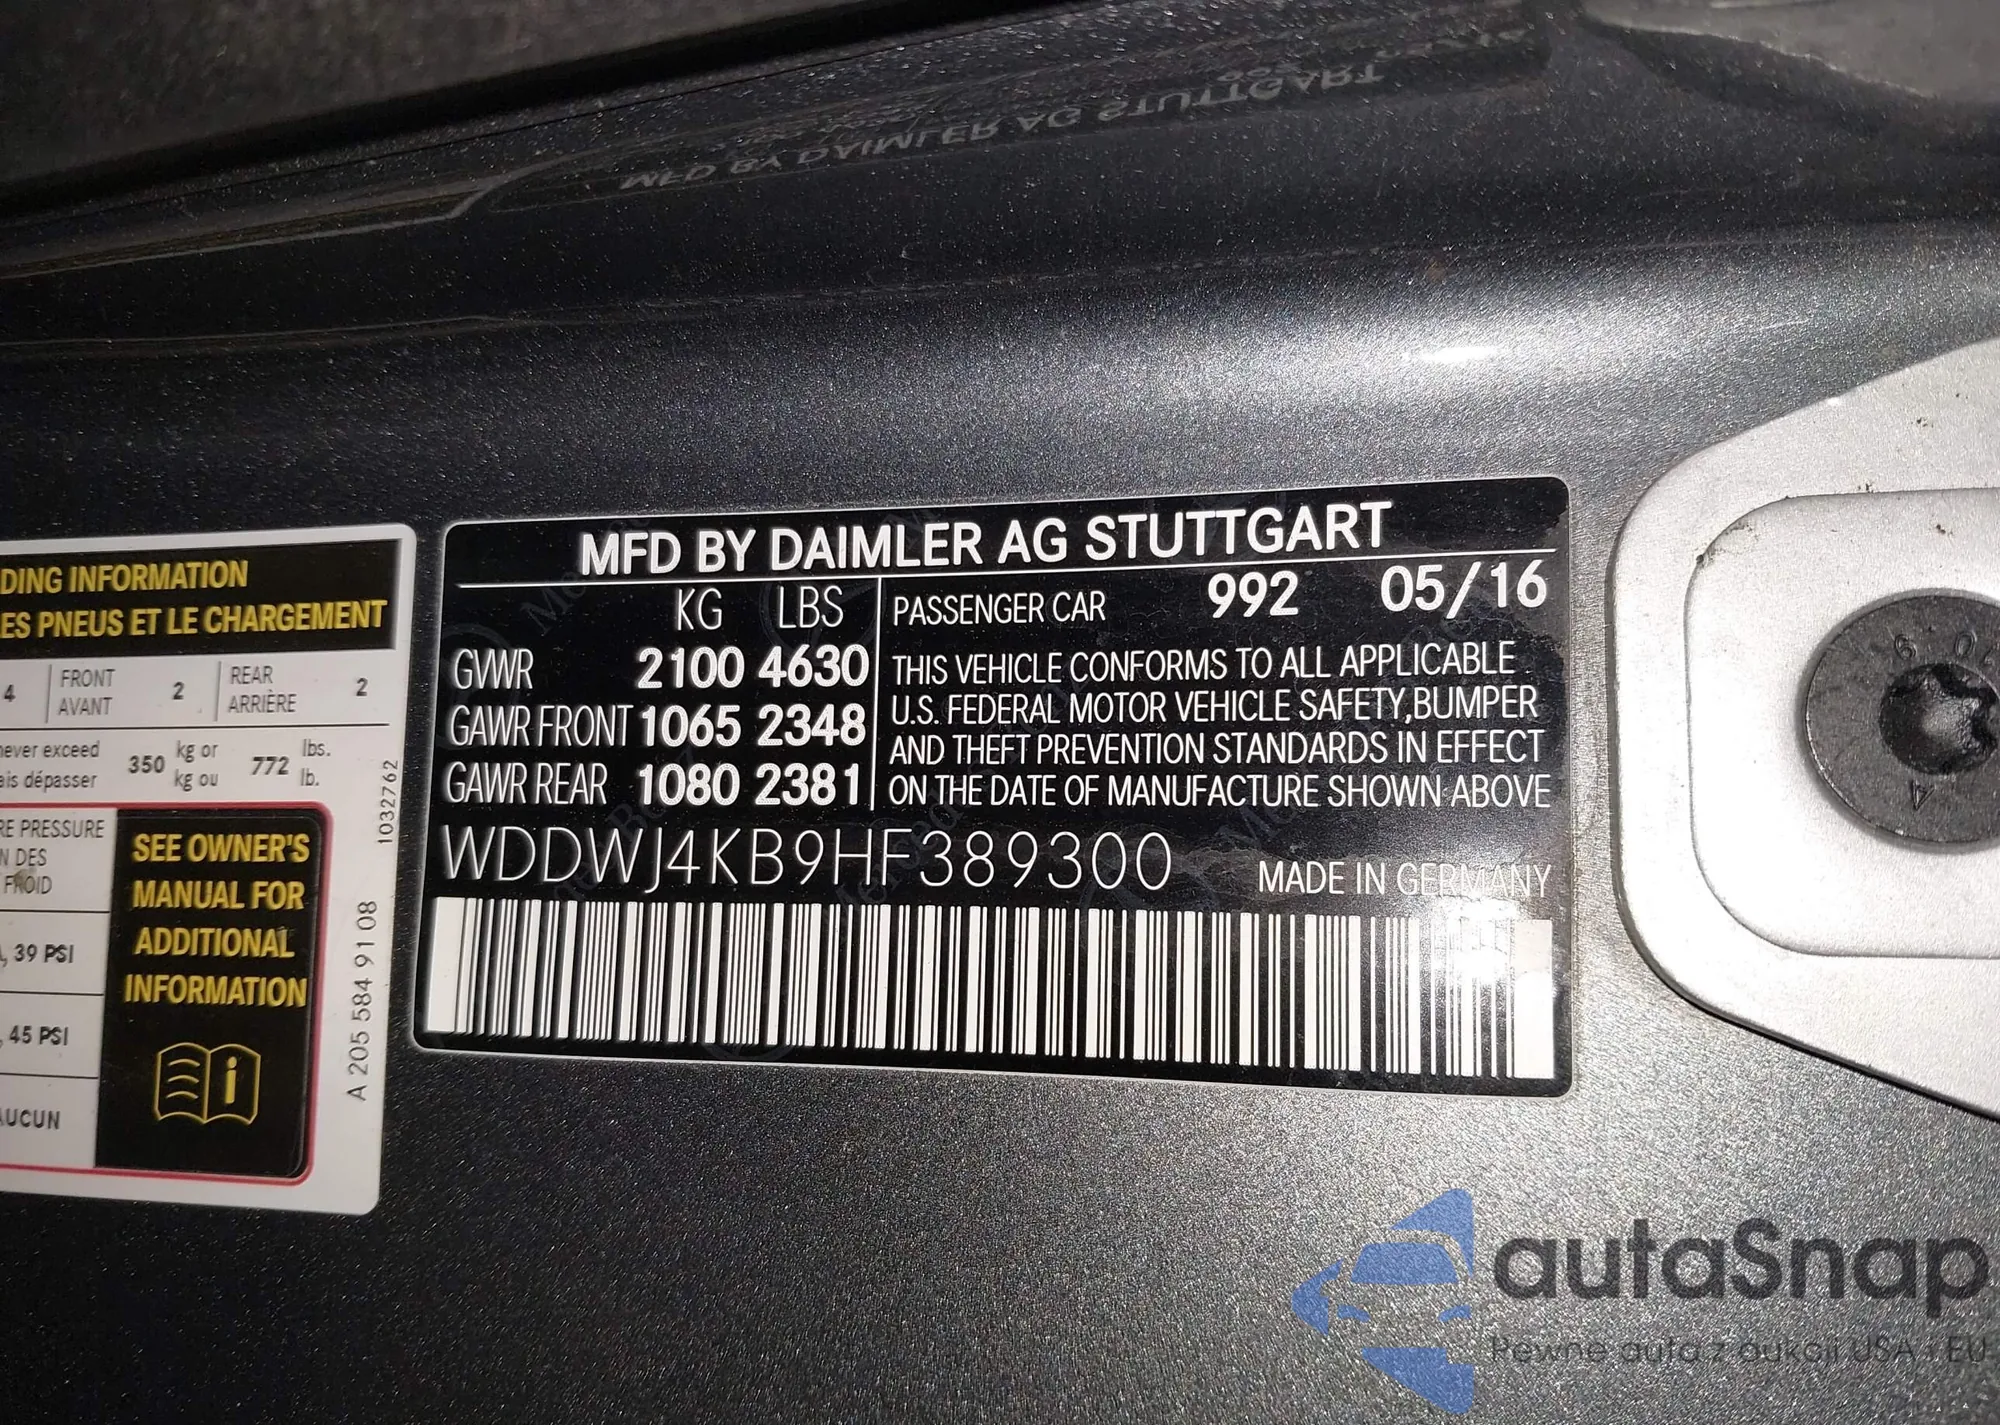 MFD BY DAIMLER AG STUTTGART
DING INFORMATION
ES PNEUS ET LE CHARGEMENT
4 FRONT AVANT 2 REAR ARRIÈRE 2
never exceed 350 kg or 772 lbs.
ais dépasser kg ou lb.
RE PRESSURE
N DES
FROID
, 39 PSI
, 45 PSI
AUCUN
SEE OWNER'S
MANUAL FOR
ADDITIONAL
INFORMATION
1032762
A 205 584 91 08
MFD BY DAIMLER AG STUTTGART
KG LBS
GVWR 2100 4630
GAWR FRONT 1065 2348
GAWR REAR 1080 2381
PASSENGER CAR 992 05/16
THIS VEHICLE CONFORMS TO ALL APPLICABLE
U.S. FEDERAL MOTOR VEHICLE SAFETY,BUMPER
AND THEFT PREVENTION STANDARDS IN EFFECT
ON THE DATE OF MANUFACTURE SHOWN ABOVE
WDDWJ4KB9HF389300
MADE IN GERMANY
autaSnap
Pewne auta z aukcji USA i EU